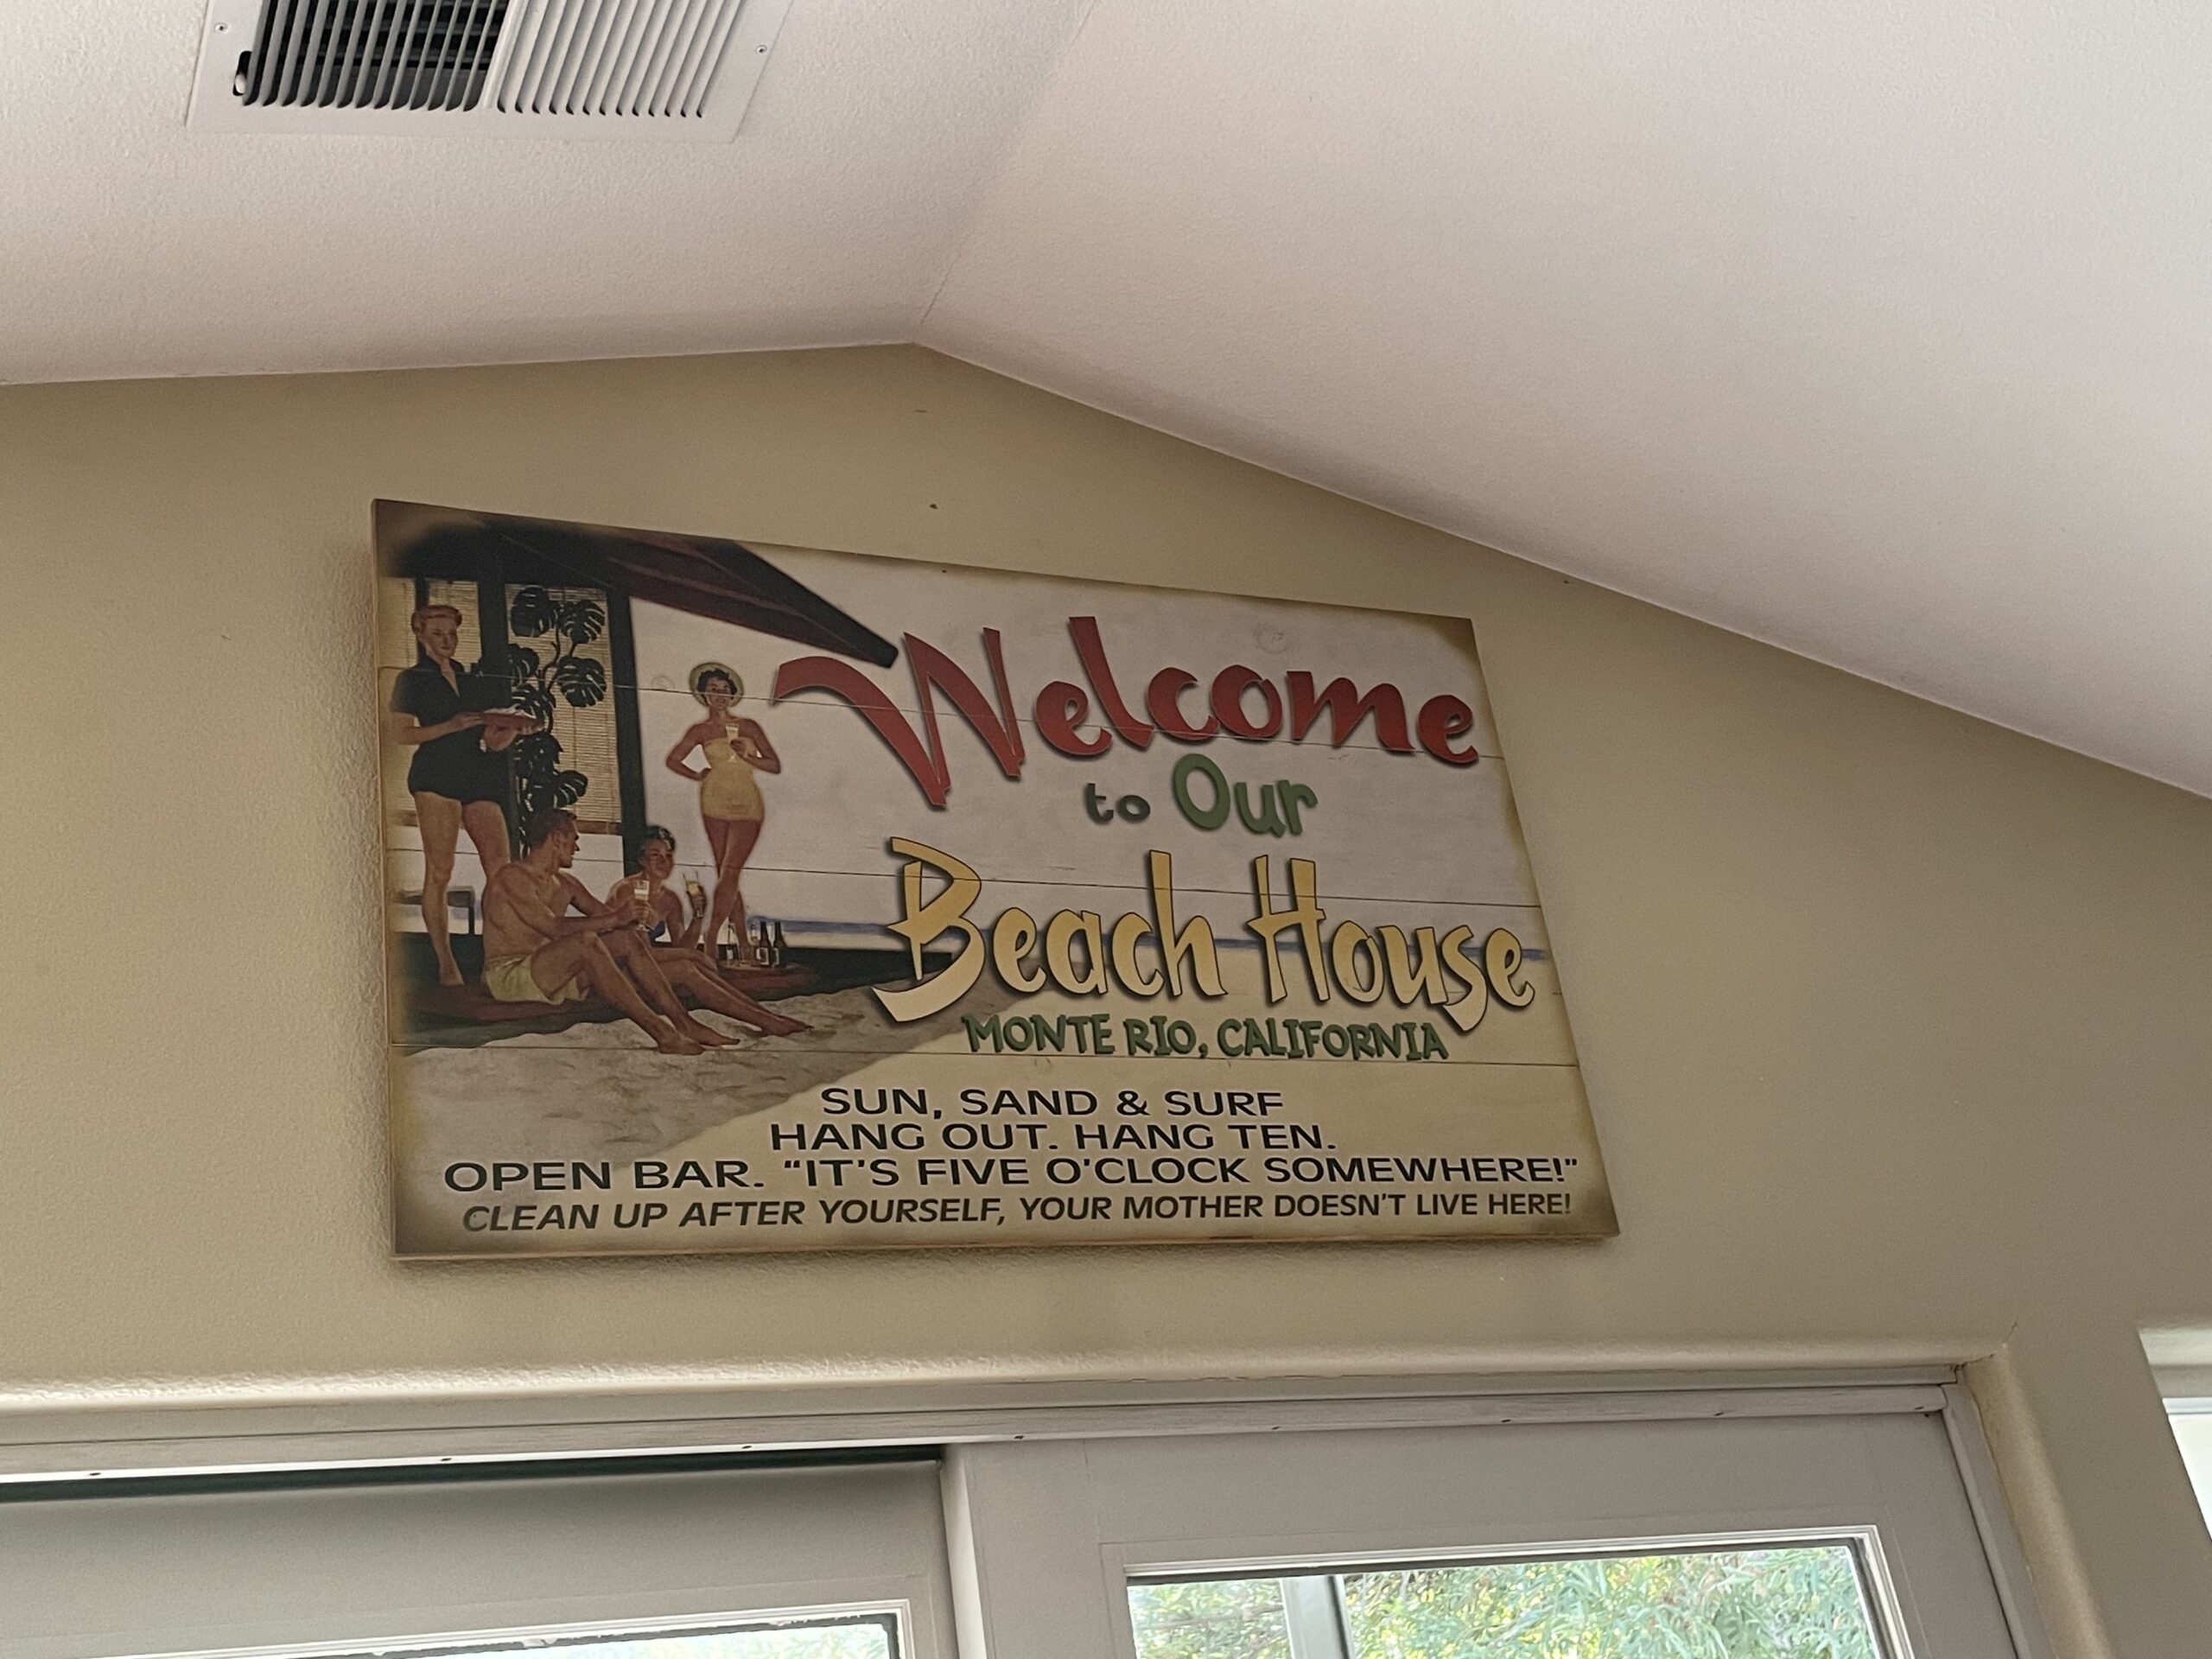 Welcome
to Our
Beach House
MONTE RIO, CALIFORNIA
SUN, SAND & SURF
HANG OUT. HANG TEN.
OPEN BAR. "IT'S FIVE O'CLOCK SOMEWHERE!"
CLEAN UP AFTER YOURSELF, YOUR MOTHER DOESN'T LIVE HERE!